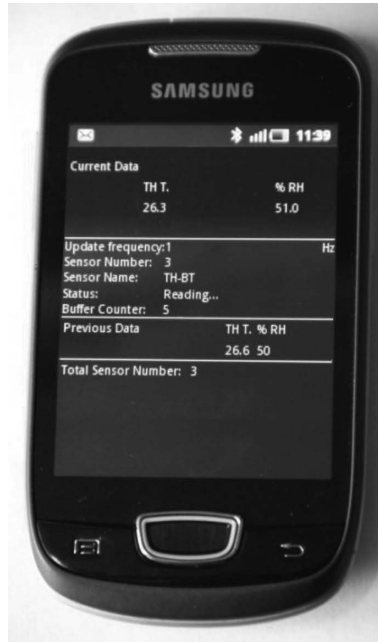 SAMSUNG
11:39
Current Data
TH T. % RH
26.3 51.0
Update frequency:1 Hz
Sensor Number: 3
Sensor Name: TH-BT
Status: Reading...
Buffer Counter: 5
Previous Data TH T. % RH
26.6 50
Total Sensor Number: 3